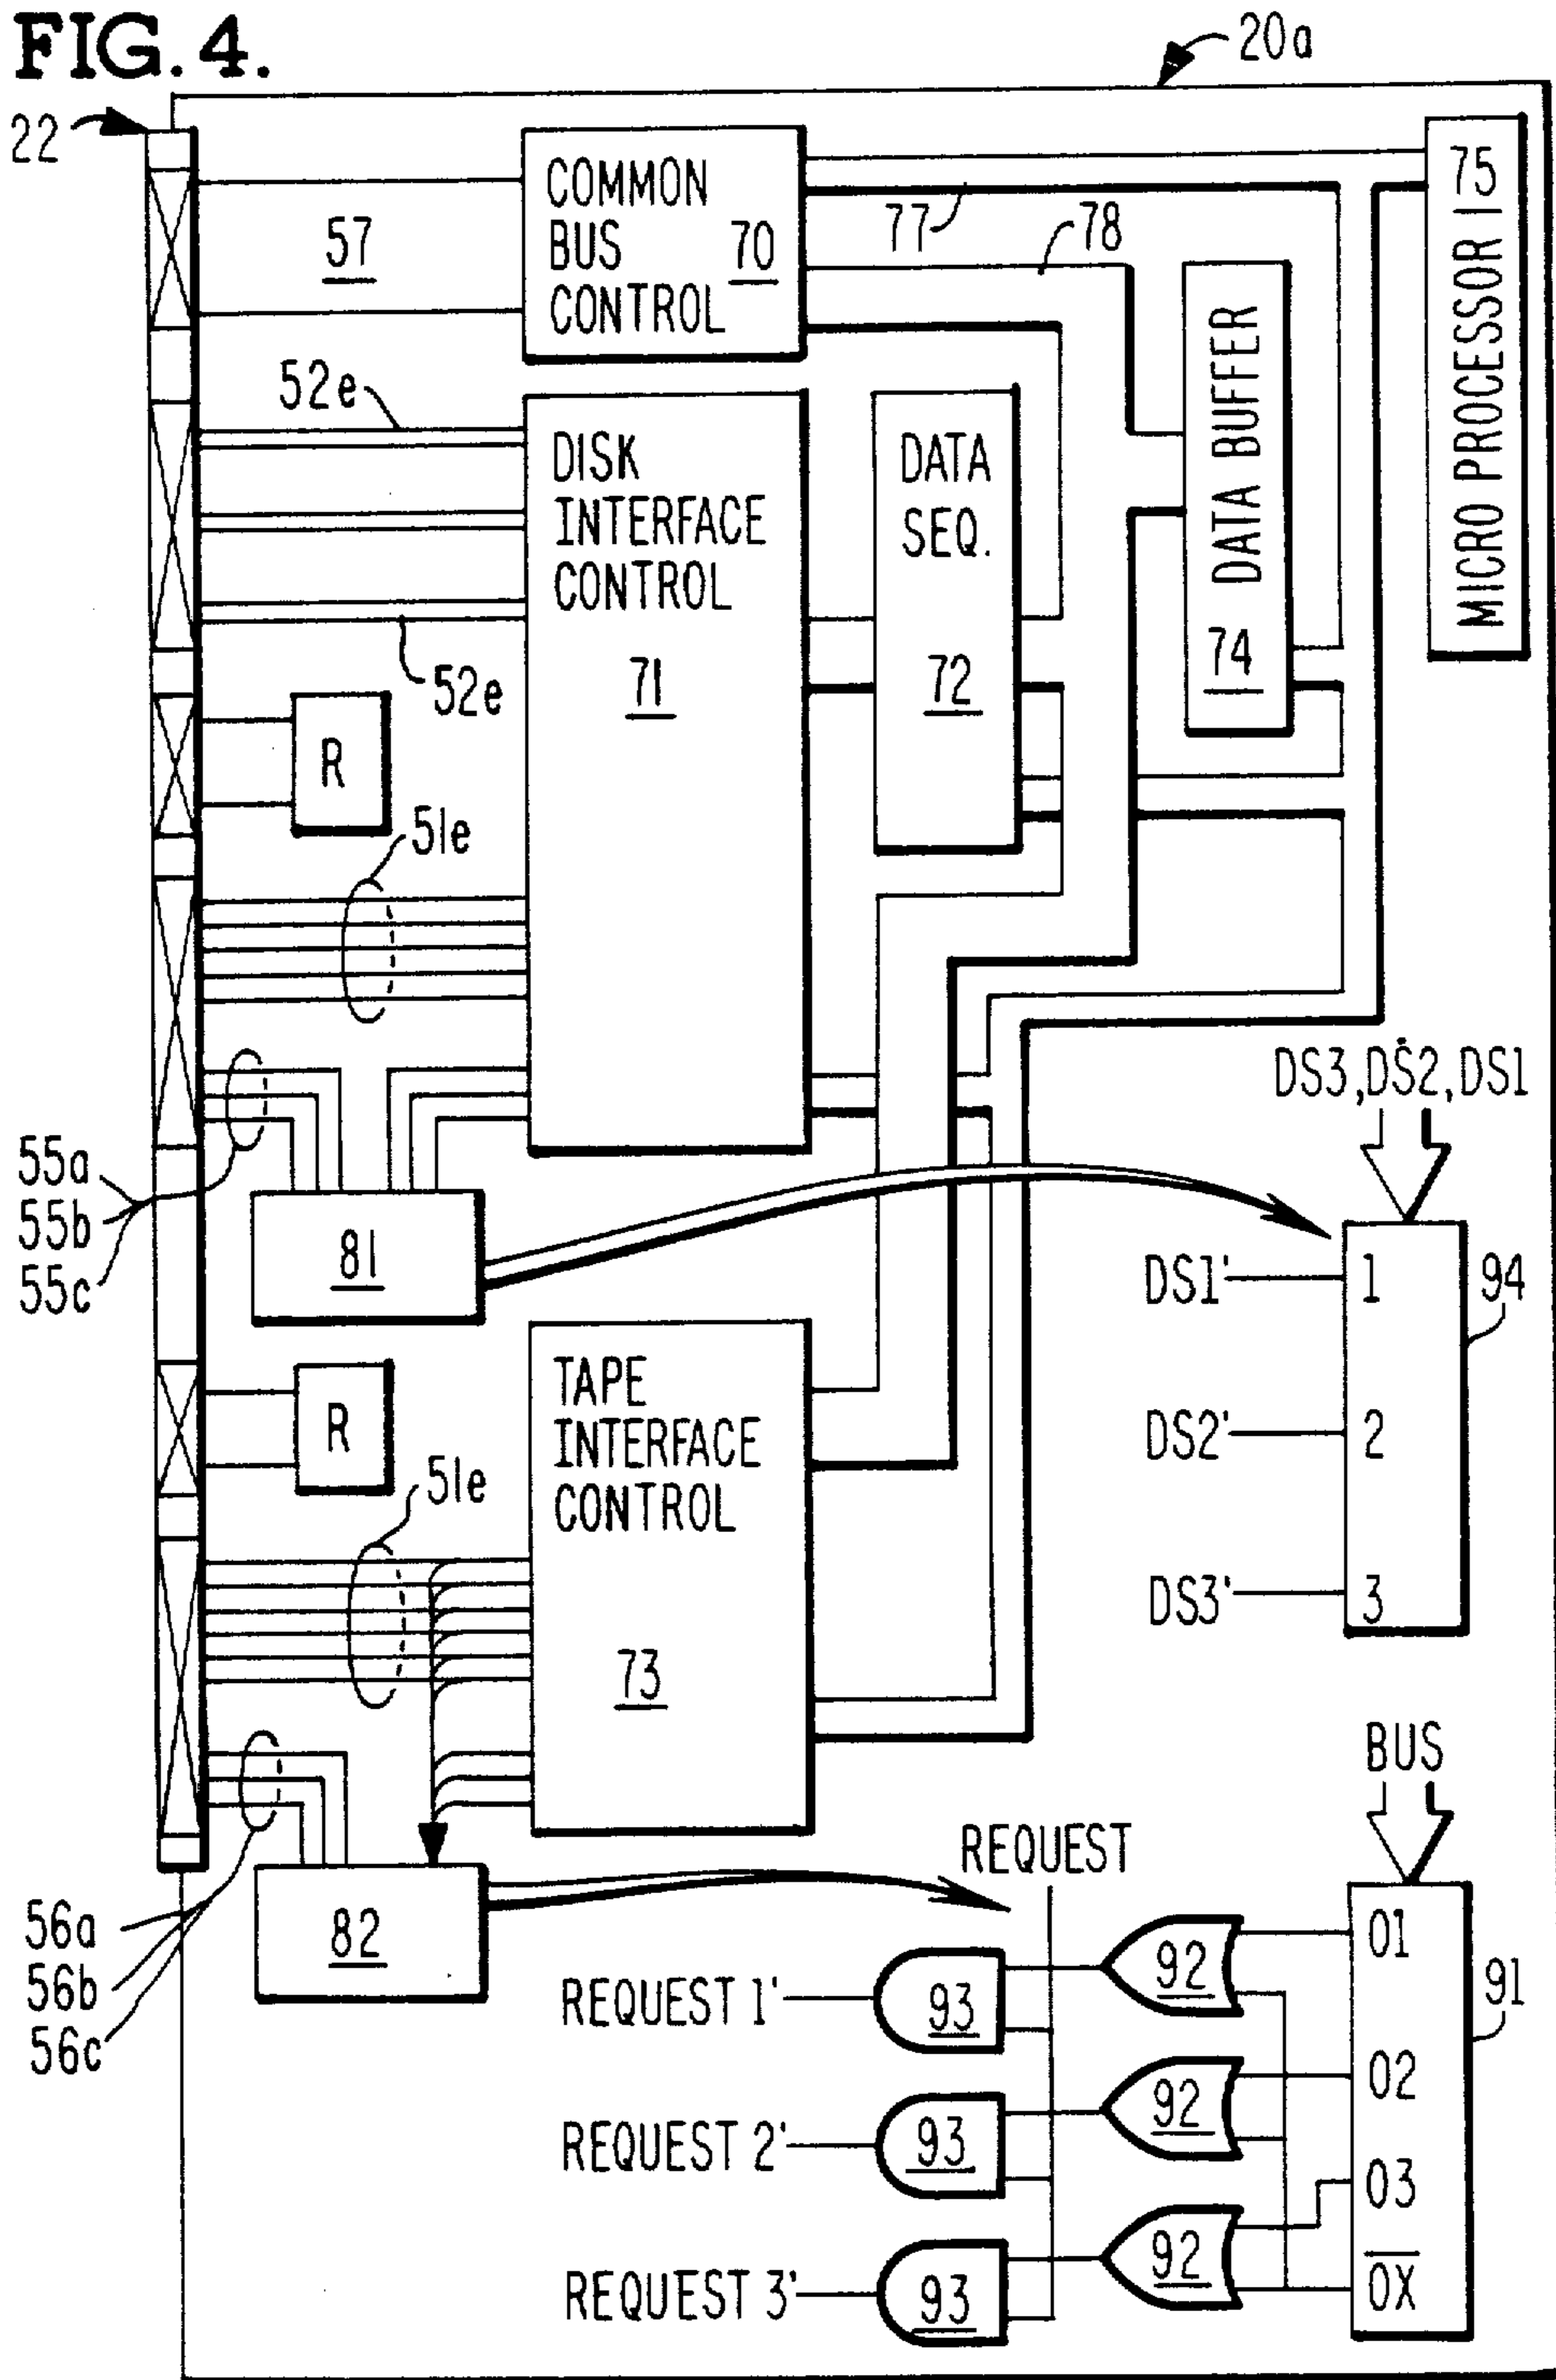 FIG. 4.
20a
22
COMMON
BUS
CONTROL
70
57
77
78
MICRO PROCESSOR
75
DATA BUFFER
74
52e
DISK
INTERFACE
CONTROL
71
DATA
SEQ.
72
52e
R
51e
DS3, DS2, DS1
55a
55b
55c
81
DS1'
1
94
DS2'
2
DS3'
3
R
TAPE
INTERFACE
CONTROL
73
51e
BUS
REQUEST
56a
56b
56c
82
01
91
REQUEST 1'
93
92
02
REQUEST 2'
93
92
03
REQUEST 3'
93
92
0X